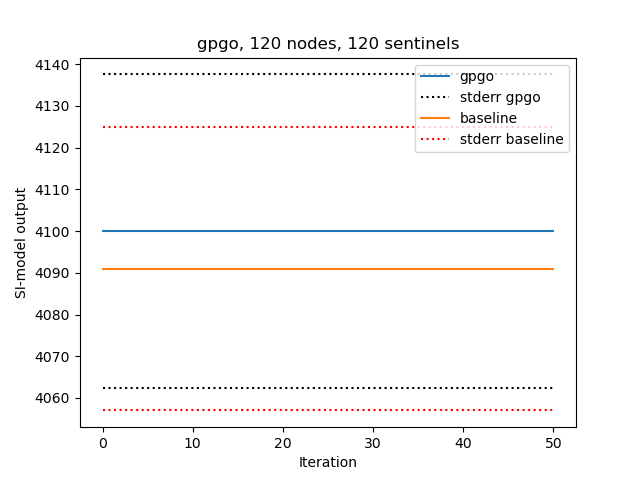 gpgo, 120 nodes, 120 sentinels
4140
4130
4120
4110
4100
4090
4080
4070
4060
SI-model output
gpgo
stderr gpgo
baseline
stderr baseline
0 10 20 30 40 50
Iteration